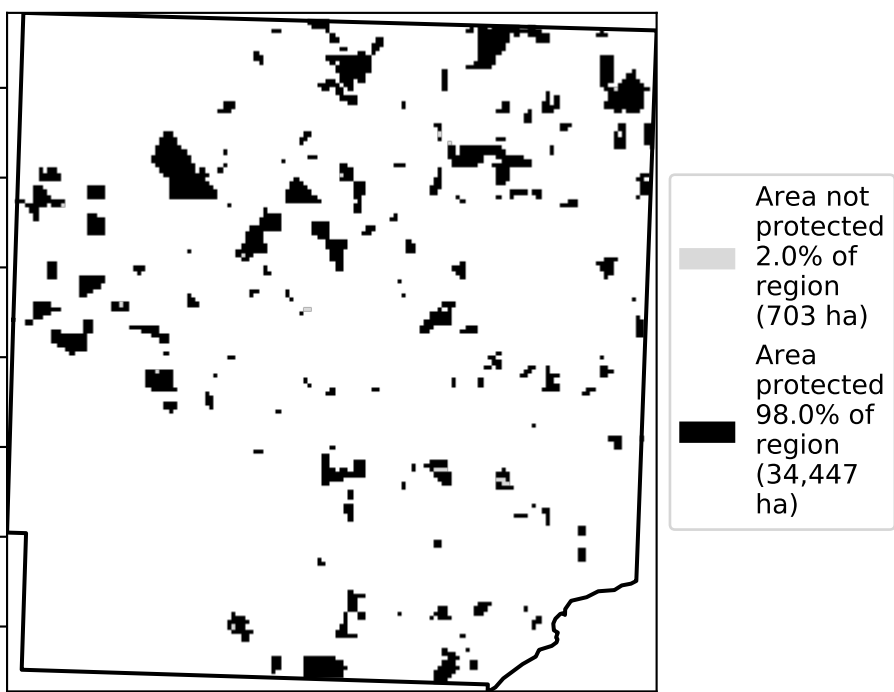 Area not
protected
2.0% of
region
(703 ha)
Area
protected
98.0% of
region
(34,447
ha)